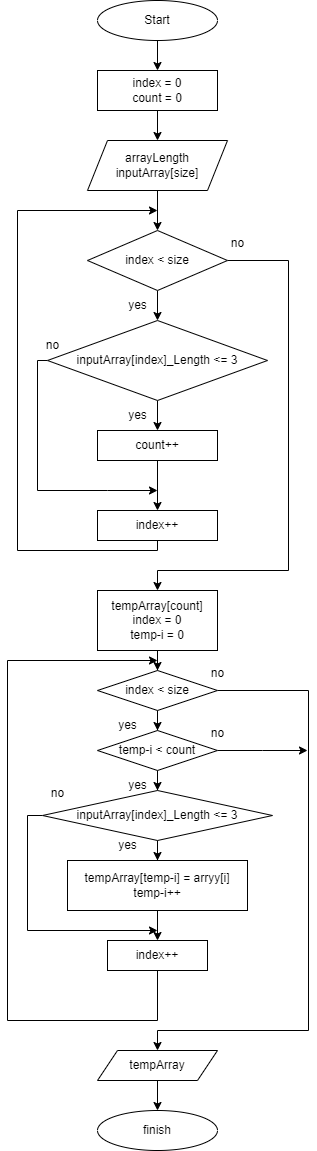 Start
index = 0
count = 0
arrayLength
inputArray[size]
index < size
no
yes
no
inputArray[index]_Length <= 3
yes
count++
index++
tempArray[count]
index = 0
temp-i = 0
index < size
no
yes
temp-i < count
no
yes
no
inputArray[index]_Length <= 3
yes
tempArray[temp-i] = arryy[i]
temp-i++
index++
tempArray
finish